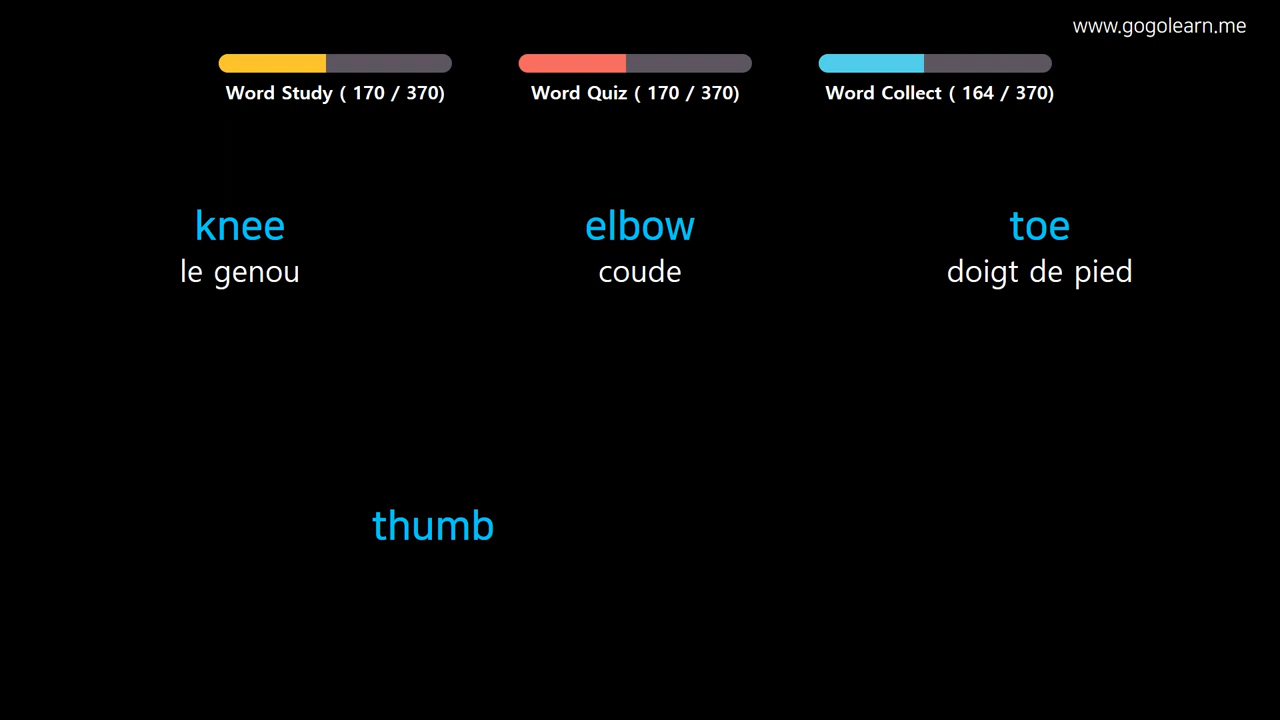 www.gogolearn.me
Word Study ( 170 / 370)
Word Quiz ( 170 / 370)
Word Collect ( 164 / 370)
knee
le genou
elbow
coude
toe
doigt de pied
thumb